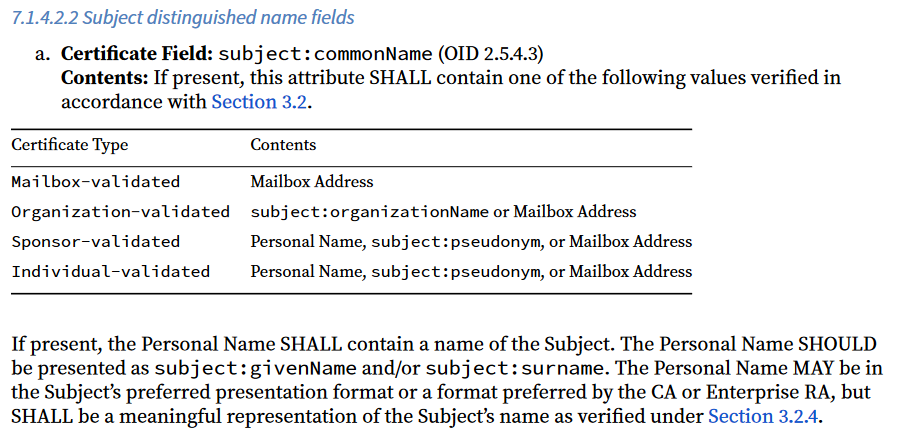 7.1.4.2.2 Subject distinguished name fields
a. Certificate Field: subject:commonName (OID 2.5.4.3)
Contents: If present, this attribute SHALL contain one of the following values verified in
accordance with Section 3.2.
Certificate Type Contents
Mailbox-validated Mailbox Address
Organization-validated subject:organizationName or Mailbox Address
Sponsor-validated Personal Name, subject:pseudonym, or Mailbox Address
Individual-validated Personal Name, subject:pseudonym, or Mailbox Address
If present, the Personal Name SHALL contain a name of the Subject. The Personal Name SHOULD
be presented as subject:givenName and/or subject:surname. The Personal Name MAY be in
the Subject’s preferred presentation format or a format preferred by the CA or Enterprise RA, but
SHALL be a meaningful representation of the Subject’s name as verified under Section 3.2.4.